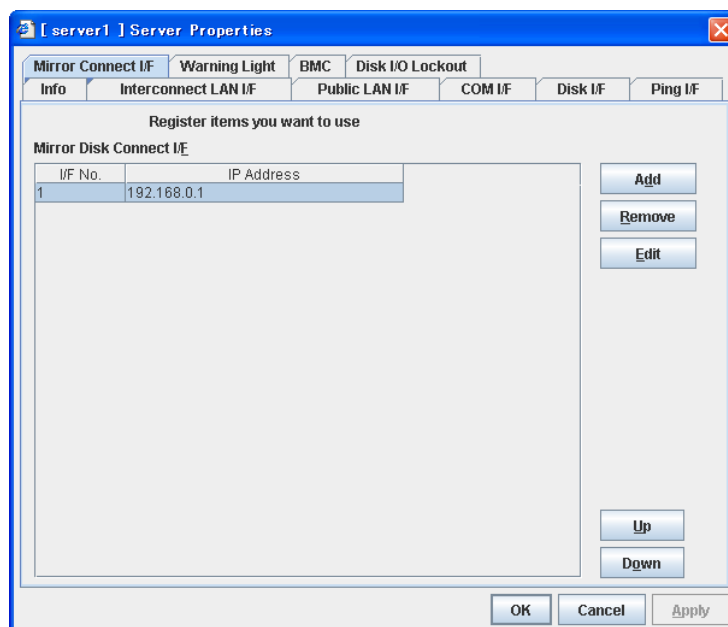 [ server1 ] Server Properties
Mirror Connect I/F Warning Light BMC Disk I/O Lockout
Info Interconnect LAN I/F Public LAN I/F COM I/F Disk I/F Ping I/F
Register items you want to use
Mirror Disk Connect I/F
I/F No. IP Address
1 192.168.0.1
Add
Remove
Edit
Up
Down
OK Cancel Apply